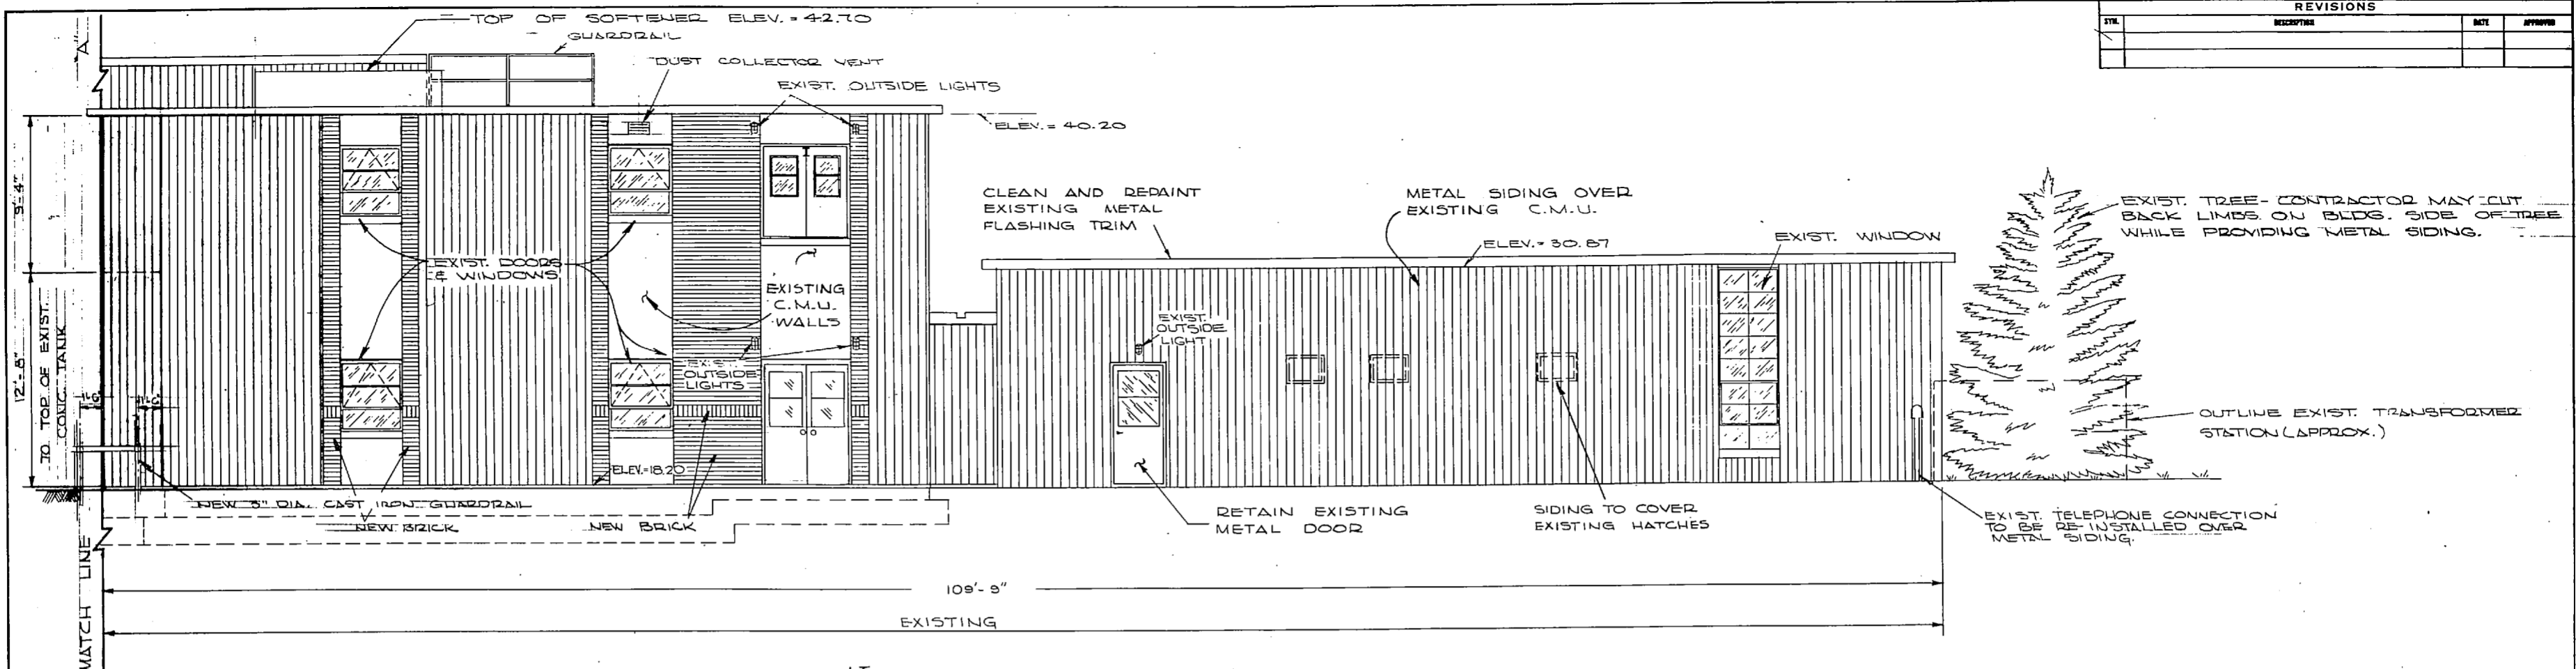 REVISIONS
SYM. DESCRIPTION DATE APPROVED
TOP OF SOFTENER ELEV. = 42.70
GUARDRAIL
DUST COLLECTOR VENT
EXIST. OUTSIDE LIGHTS
"A"
ELEV. = 40.20
9'-4"
12'-8"
TO TOP OF EXIST.
CONC. TANK
1'-6"
1'-6"
EXIST. DOORS
& WINDOWS
EXISTING
C.M.U.
WALLS
EXIST.
OUTSIDE
LIGHTS
ELEV.=18.20
CLEAN AND REPAINT
EXISTING METAL
FLASHING TRIM
METAL SIDING OVER
EXISTING C.M.U.
ELEV.= 30.87
EXIST. WINDOW
EXIST. TREE- CONTRACTOR MAY CUT
BACK LIMBS ON BLDG. SIDE OF TREE
WHILE PROVIDING METAL SIDING.
EXIST.
OUTSIDE
LIGHT
OUTLINE EXIST. TRANSFORMER
STATION (APPROX.)
NEW 3" DIA. CAST IRON GUARDRAIL
NEW BRICK
NEW BRICK
RETAIN EXISTING
METAL DOOR
SIDING TO COVER
EXISTING HATCHES
EXIST. TELEPHONE CONNECTION
TO BE RE-INSTALLED OVER
METAL SIDING.
MATCH LINE
109'-9"
EXISTING